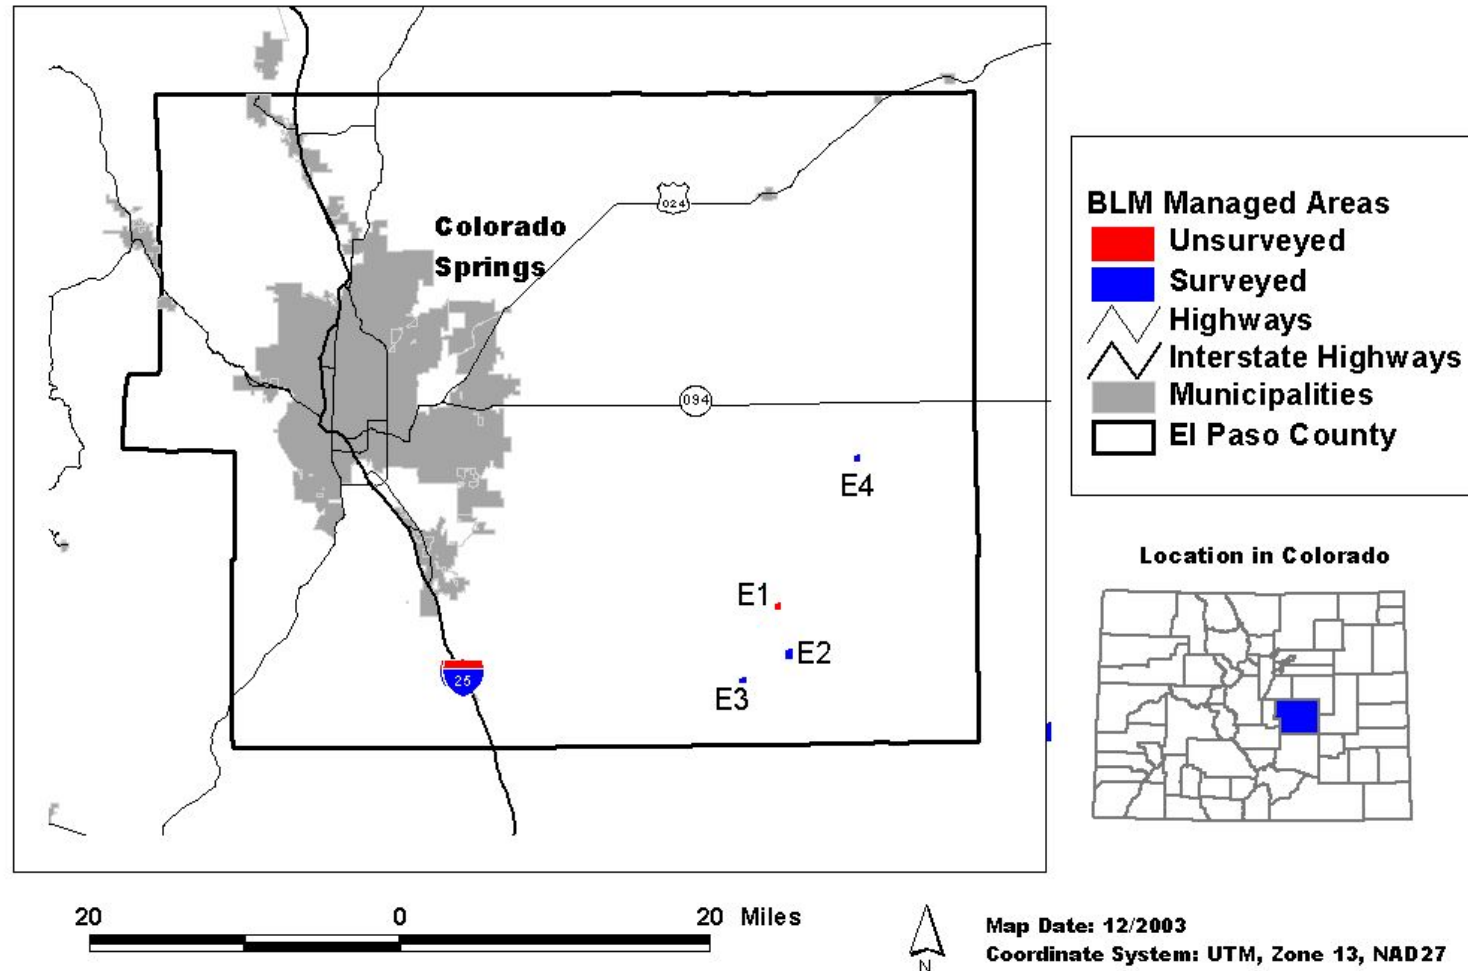 024
Colorado
Springs
094
E4
E1
E2
E3
25
BLM Managed Areas
Unsurveyed
Surveyed
Highways
Interstate Highways
Municipalities
El Paso County
Location in Colorado
20 0 20 Miles
N
Map Date: 12/2003
Coordinate System: UTM, Zone 13, NAD27